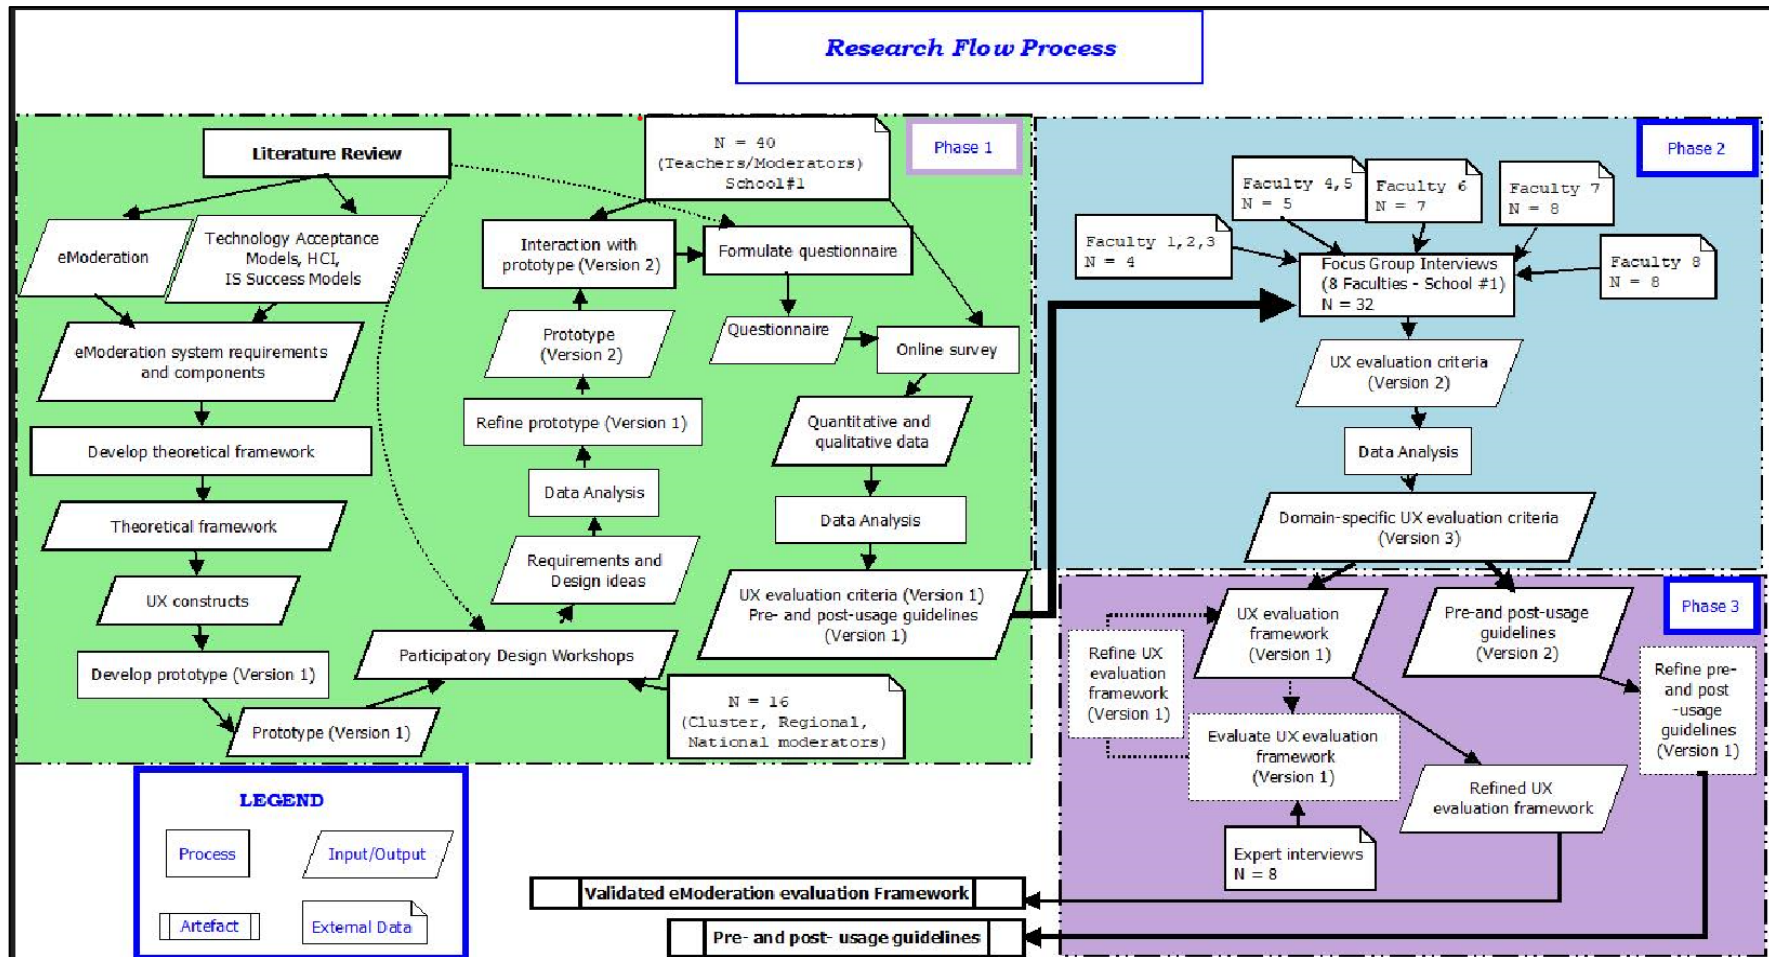 Research Flow Process
Phase 1
Literature Review
N = 40
(Teachers/Moderators)
School#1
eModeration
Technology Acceptance
Models, HCI,
IS Success Models
Interaction with
prototype (Version 2)
Formulate questionnaire
eModeration system requirements
and components
Prototype
(Version 2)
Questionnaire
Online survey
Develop theoretical framework
Refine prototype (Version 1)
Quantitative and
qualitative data
Theoretical framework
Data Analysis
Data Analysis
UX constructs
Requirements and
Design ideas
UX evaluation criteria (Version 1)
Pre- and post-usage guidelines
(Version 1)
Develop prototype (Version 1)
Participatory Design Workshops
Prototype (Version 1)
N = 16
(Cluster, Regional,
National moderators)
Phase 2
Faculty 1,2,3
N = 4
Faculty 4,5
N = 5
Faculty 6
N = 7
Faculty 7
N = 8
Faculty 8
N = 8
Focus Group Interviews
(8 Faculties - School #1)
N = 32
UX evaluation criteria
(Version 2)
Data Analysis
Domain-specific UX evaluation criteria
(Version 3)
Phase 3
UX evaluation
framework
(Version 1)
Pre-and post-usage
guidelines
(Version 2)
Refine UX
evaluation
framework
(Version 1)
Refine pre-
and post
-usage
guidelines
(Version 1)
Evaluate UX evaluation
framework
(Version 1)
Refined UX
evaluation framework
Expert interviews
N = 8
LEGEND
Process
Input/Output
Artefact
External Data
Validated eModeration evaluation Framework
Pre- and post- usage guidelines